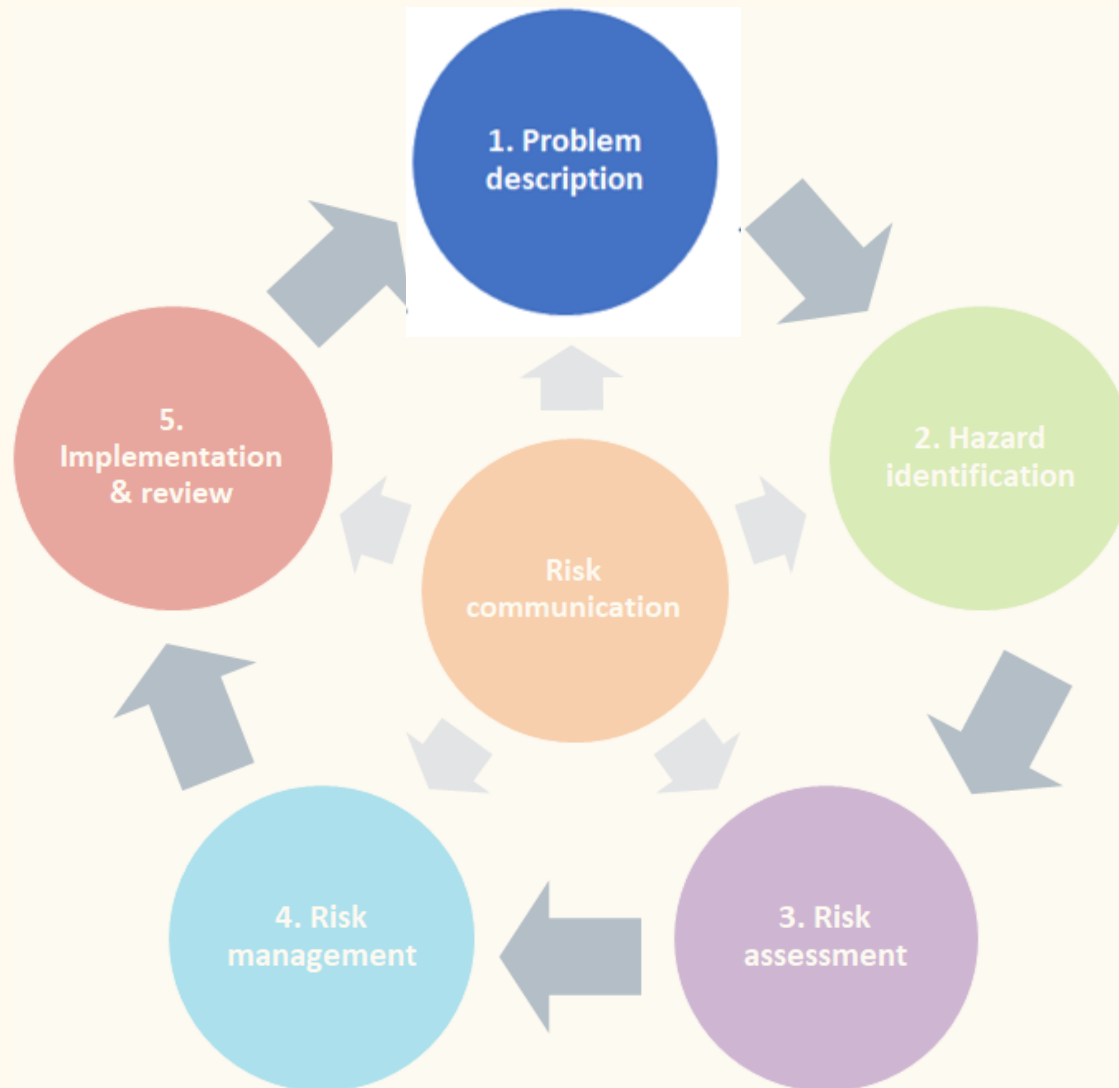 1. Problem
description
2. Hazard
identification
3. Risk
assessment
4. Risk
management
5.
Implementation
& review
Risk
communication